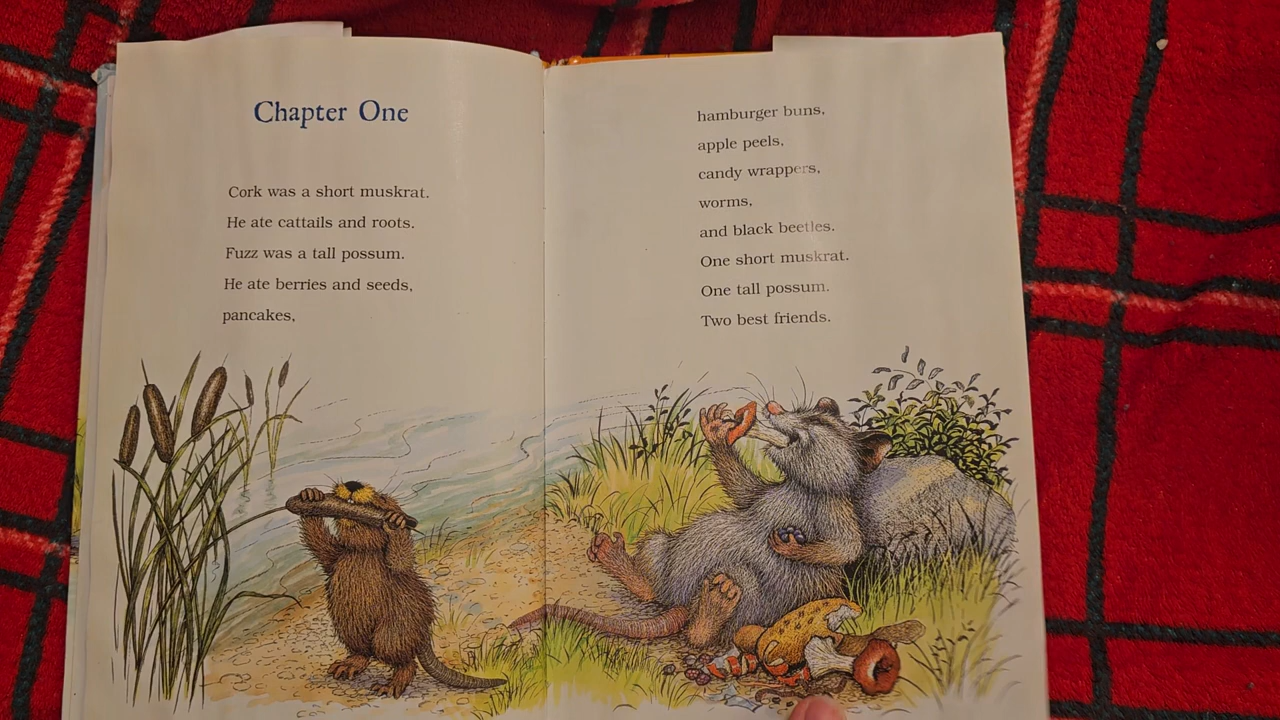 Chapter One
Cork was a short muskrat.
He ate cattails and roots.
Fuzz was a tall possum.
He ate berries and seeds,
pancakes,
hamburger buns,
apple peels,
candy wrappers,
worms,
and black beetles.
One short muskrat.
One tall possum.
Two best friends.